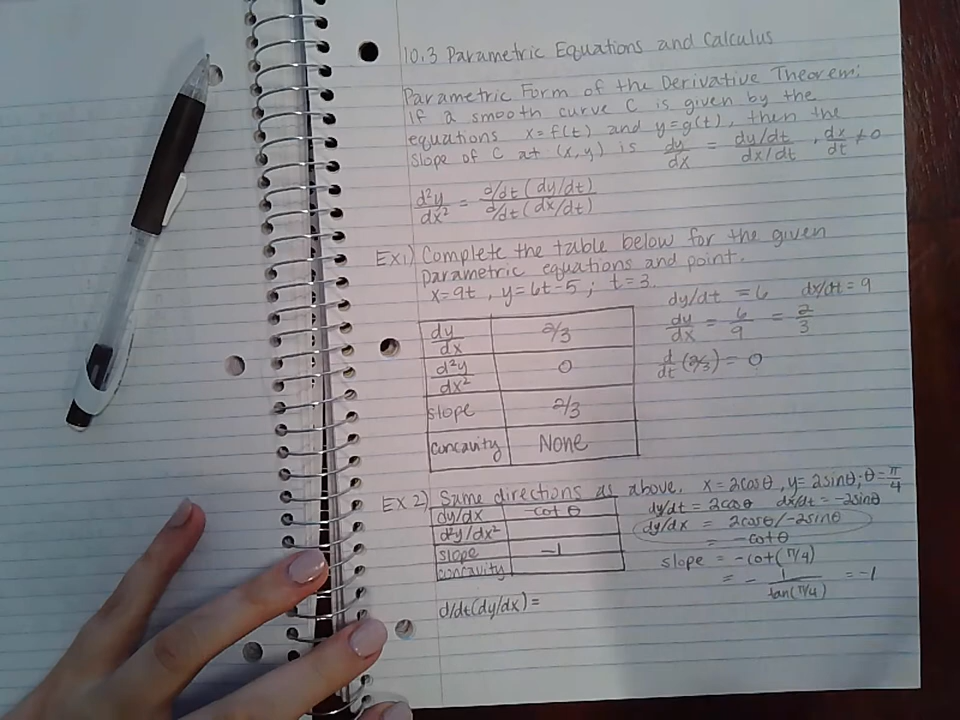 10.3 Parametric Equations and Calculus
Parametric Form of the Derivative Theorem:
If a smooth curve C is given by the
equations x=f(t) and y=g(t), then the
slope of C at (x,y) is dy/dx = (dy/dt)/(dx/dt), dx/dt ≠ 0
d²y/dx² = d/dt (dy/dt) / d/dt (dx/dt)
Ex1) Complete the table below for the given
parametric equations and point.
x=9t, y=6t-5; t=3.
dy/dt = 6 dx/dt = 9
dy/dx = 6/9 = 2/3
d/dt (2/3) = 0
dy/dx 2/3
d²y/dx² 0
slope 2/3
concavity None
Ex 2) Same directions as above. x=2cosθ, y=2sinθ; θ=π/4
dy/dx -cot θ
d²y/dx²
slope -1
concavity
dy/dt = 2cosθ dx/dt = -2sinθ
dy/dx = 2cosθ/-2sinθ
= -cotθ
slope = -cot(π/4)
= - 1/tan(π/4) = -1
d/dt(dy/dx) =